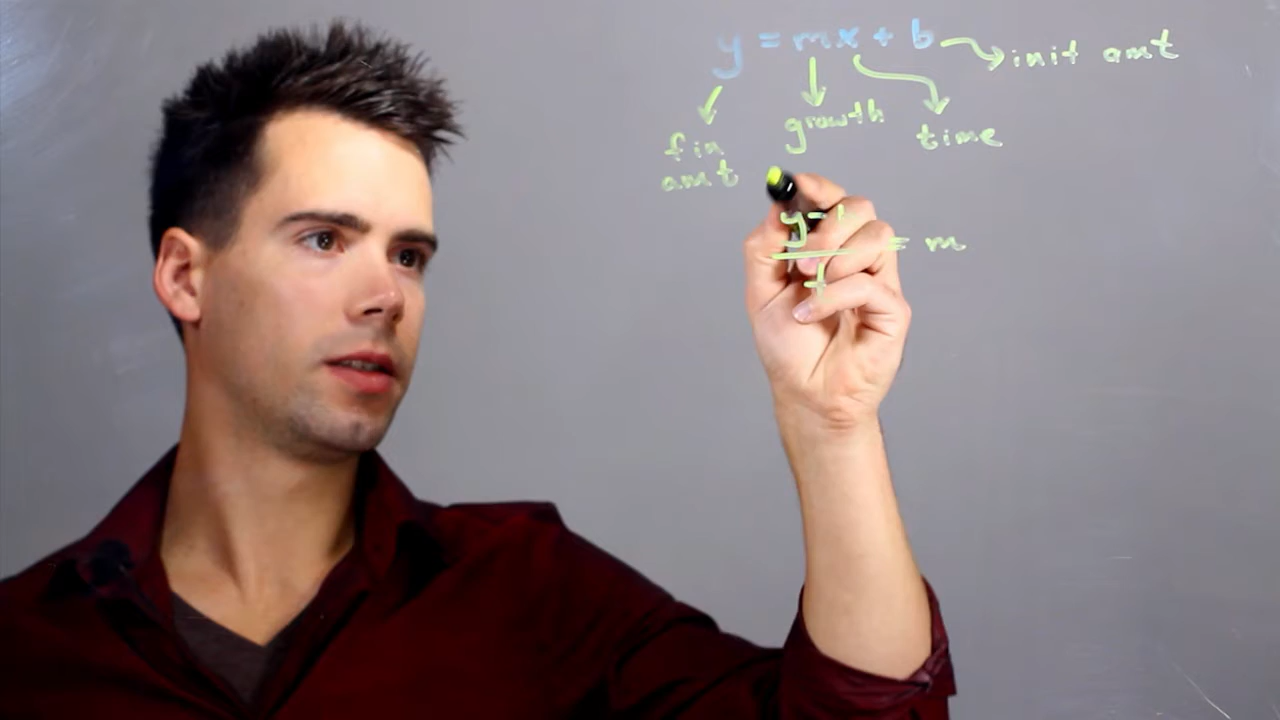 y = mx + b → init amt
fin amt
growth
time
y- = m
t